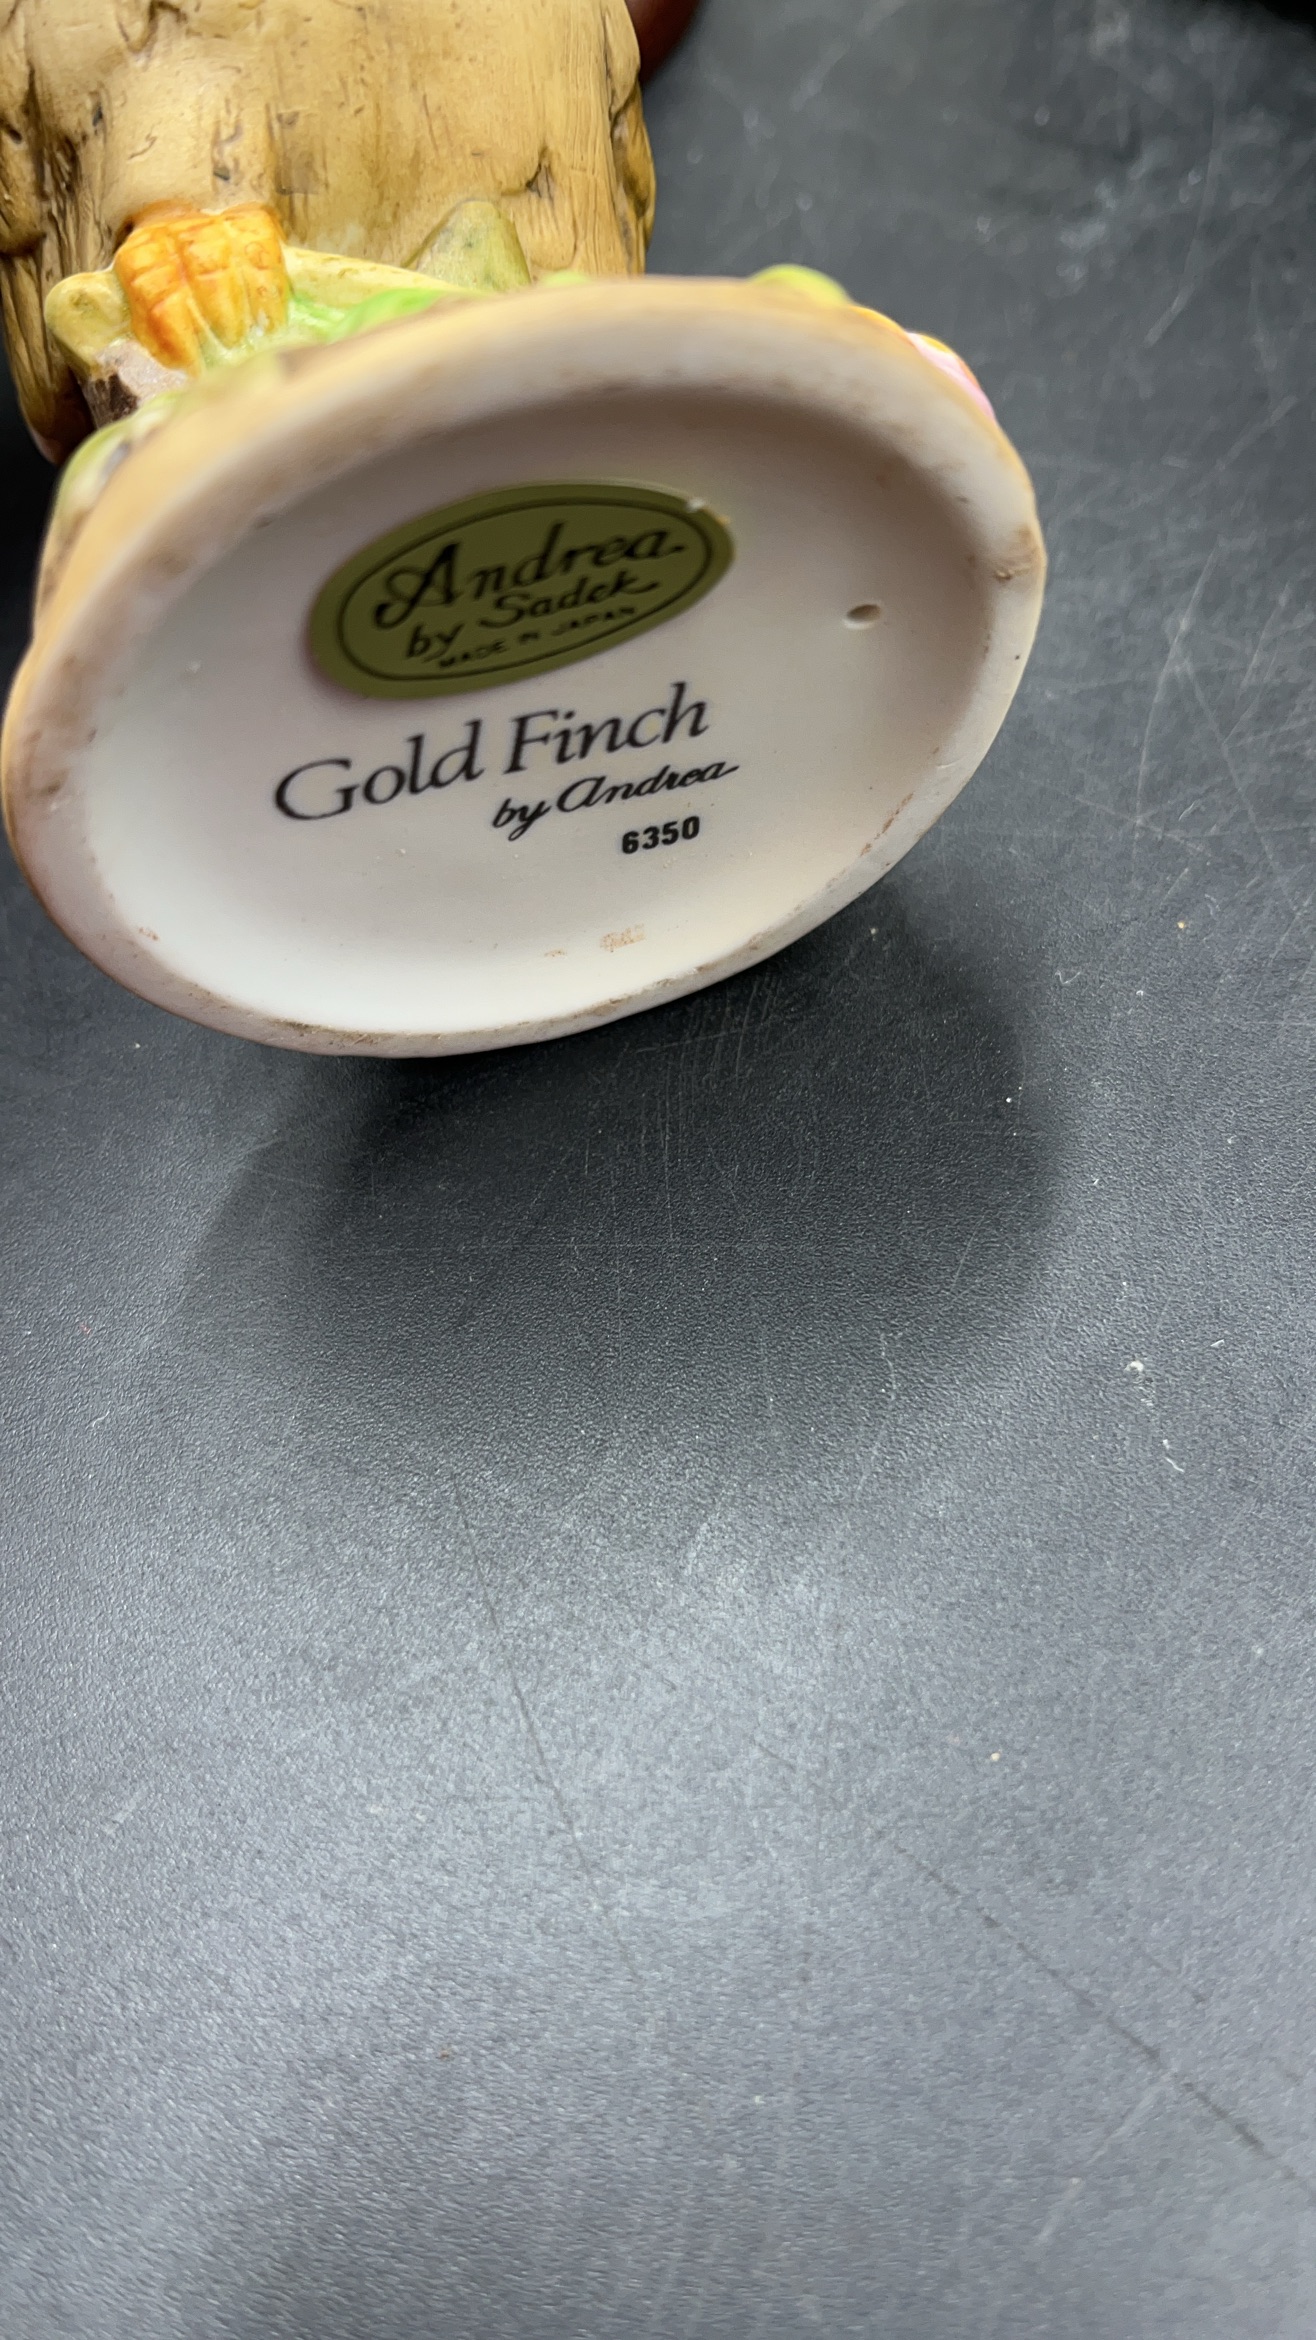 Andrea
by Sadek
MADE IN JAPAN
Gold Finch
by Andrea
6350